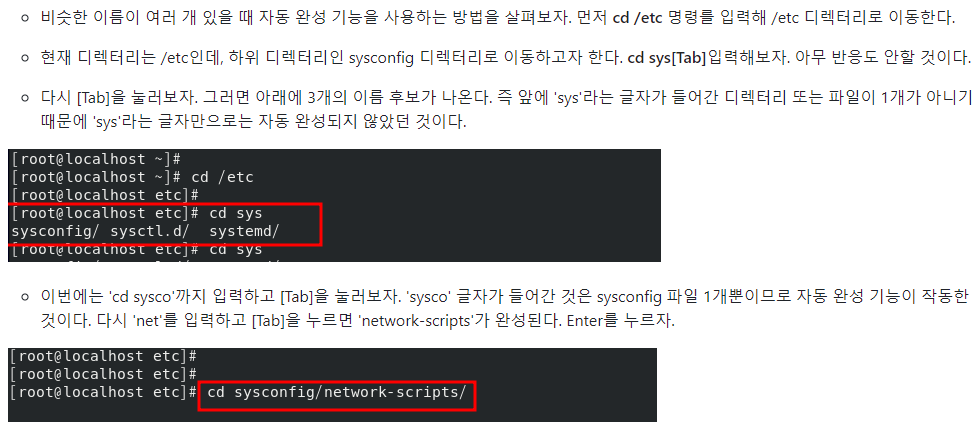 비슷한 이름이 여러 개 있을 때 자동 완성 기능을 사용하는 방법을 살펴보자. 먼저 cd /etc 명령를 입력해 /etc 디렉터리로 이동한다.
현재 디렉터리는 /etc인데, 하위 디렉터리인 sysconfig 디렉터리로 이동하고자 한다. cd sys[Tab]입력해보자. 아무 반응도 안할 것이다.
다시 [Tab]을 눌러보자. 그러면 아래에 3개의 이름 후보가 나온다. 즉 앞에 'sys'라는 글자가 들어간 디렉터리 또는 파일이 1개가 아니기
때문에 'sys'라는 글자만으로는 자동 완성되지 않았던 것이다.
[root@localhost ~]#
[root@localhost ~]# cd /etc
[root@localhost etc]#
[root@localhost etc]# cd sys
sysconfig/ sysctl.d/  systemd/
[root@localhost etc]# cd sys
이번에는 'cd sysco'까지 입력하고 [Tab]을 눌러보자. 'sysco' 글자가 들어간 것은 sysconfig 파일 1개뿐이므로 자동 완성 기능이 작동한
것이다. 다시 'net'를 입력하고 [Tab]을 누르면 'network-scripts'가 완성된다. Enter를 누르자.
[root@localhost etc]#
[root@localhost etc]#
[root@localhost etc]# cd sysconfig/network-scripts/